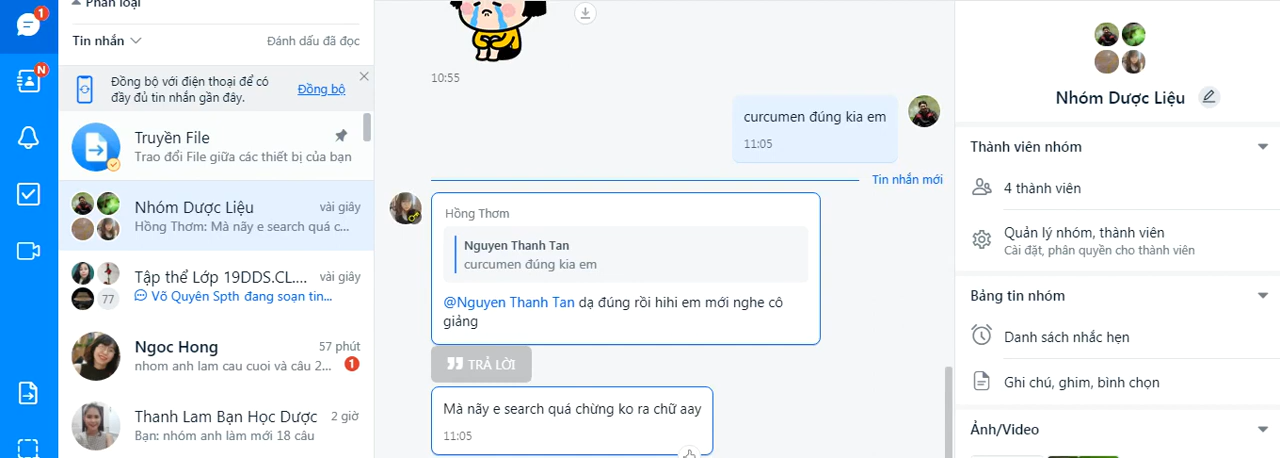 1
N
Phân loại
Tin nhắn
Đánh dấu đã đọc
Đồng bộ với điện thoại để có
đầy đủ tin nhắn gần đây.
Đồng bộ
Truyền File
Trao đổi File giữa các thiết bị của bạn
Nhóm Dược Liệu
vài giây
Hồng Thơm: Mà nãy e search quá c...
Tập thể Lớp 19DDS.CL....
vài giây
77
Võ Quyên Spth đang soạn tin...
Ngoc Hong
57 phút
nhom anh lam cau cuoi và câu 2...
1
Thanh Lam Bạn Học Dược
2 giờ
Bạn: nhóm anh làm mới 18 câu
10:55
curcumen đúng kia em
11:05
Tin nhắn mới
Hồng Thơm
Nguyen Thanh Tan
curcumen đúng kia em
@Nguyen Thanh Tan dạ đúng rồi hihi em mới nghe cô
giảng
TRẢ LỜI
Mà nãy e search quá chừng ko ra chữ aay
11:05
Nhóm Dược Liệu
Thành viên nhóm
4 thành viên
Quản lý nhóm, thành viên
Cài đặt, phân quyền cho thành viên
Bảng tin nhóm
Danh sách nhắc hẹn
Ghi chú, ghim, bình chọn
Ảnh/Video